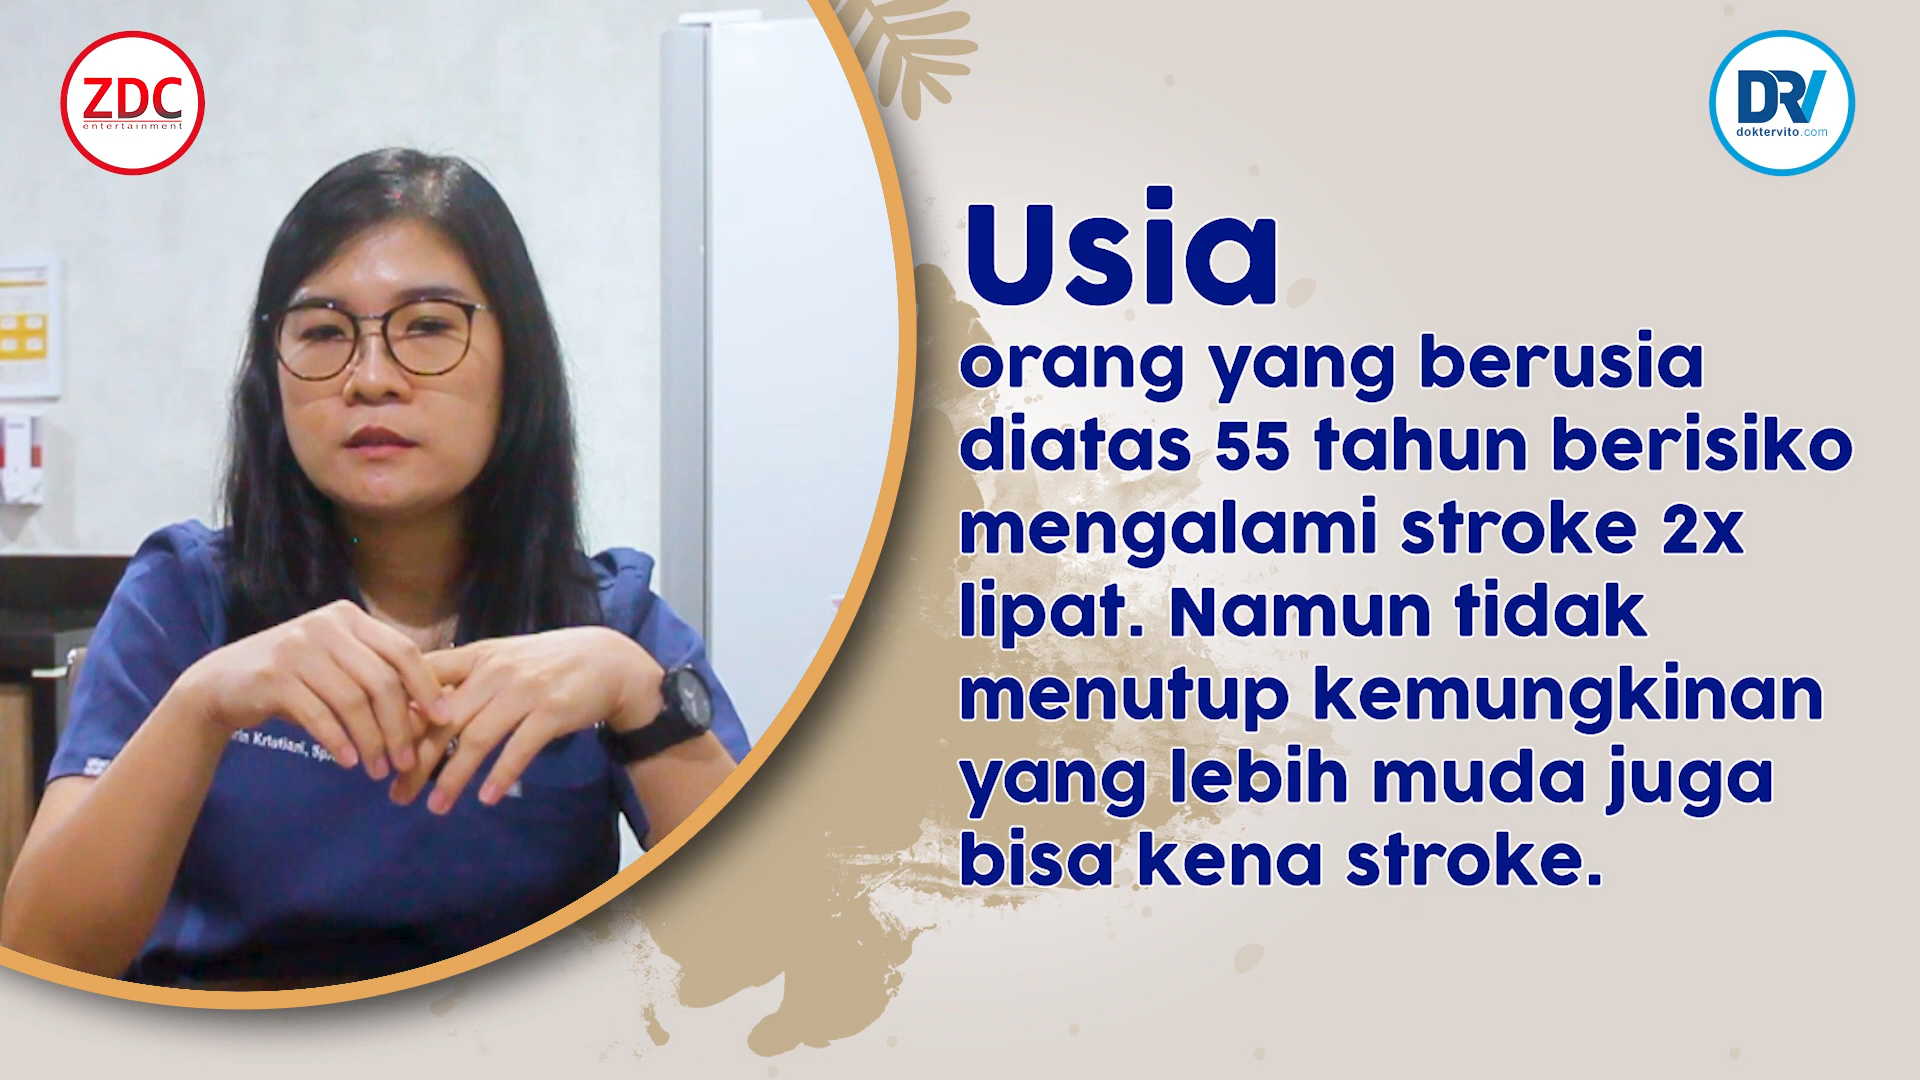 ZDC
entertainment
DRV
doktervito.com
Usia
orang yang berusia
diatas 55 tahun berisiko
mengalami stroke 2x
lipat. Namun tidak
menutup kemungkinan
yang lebih muda juga
bisa kena stroke.
Kristiani,